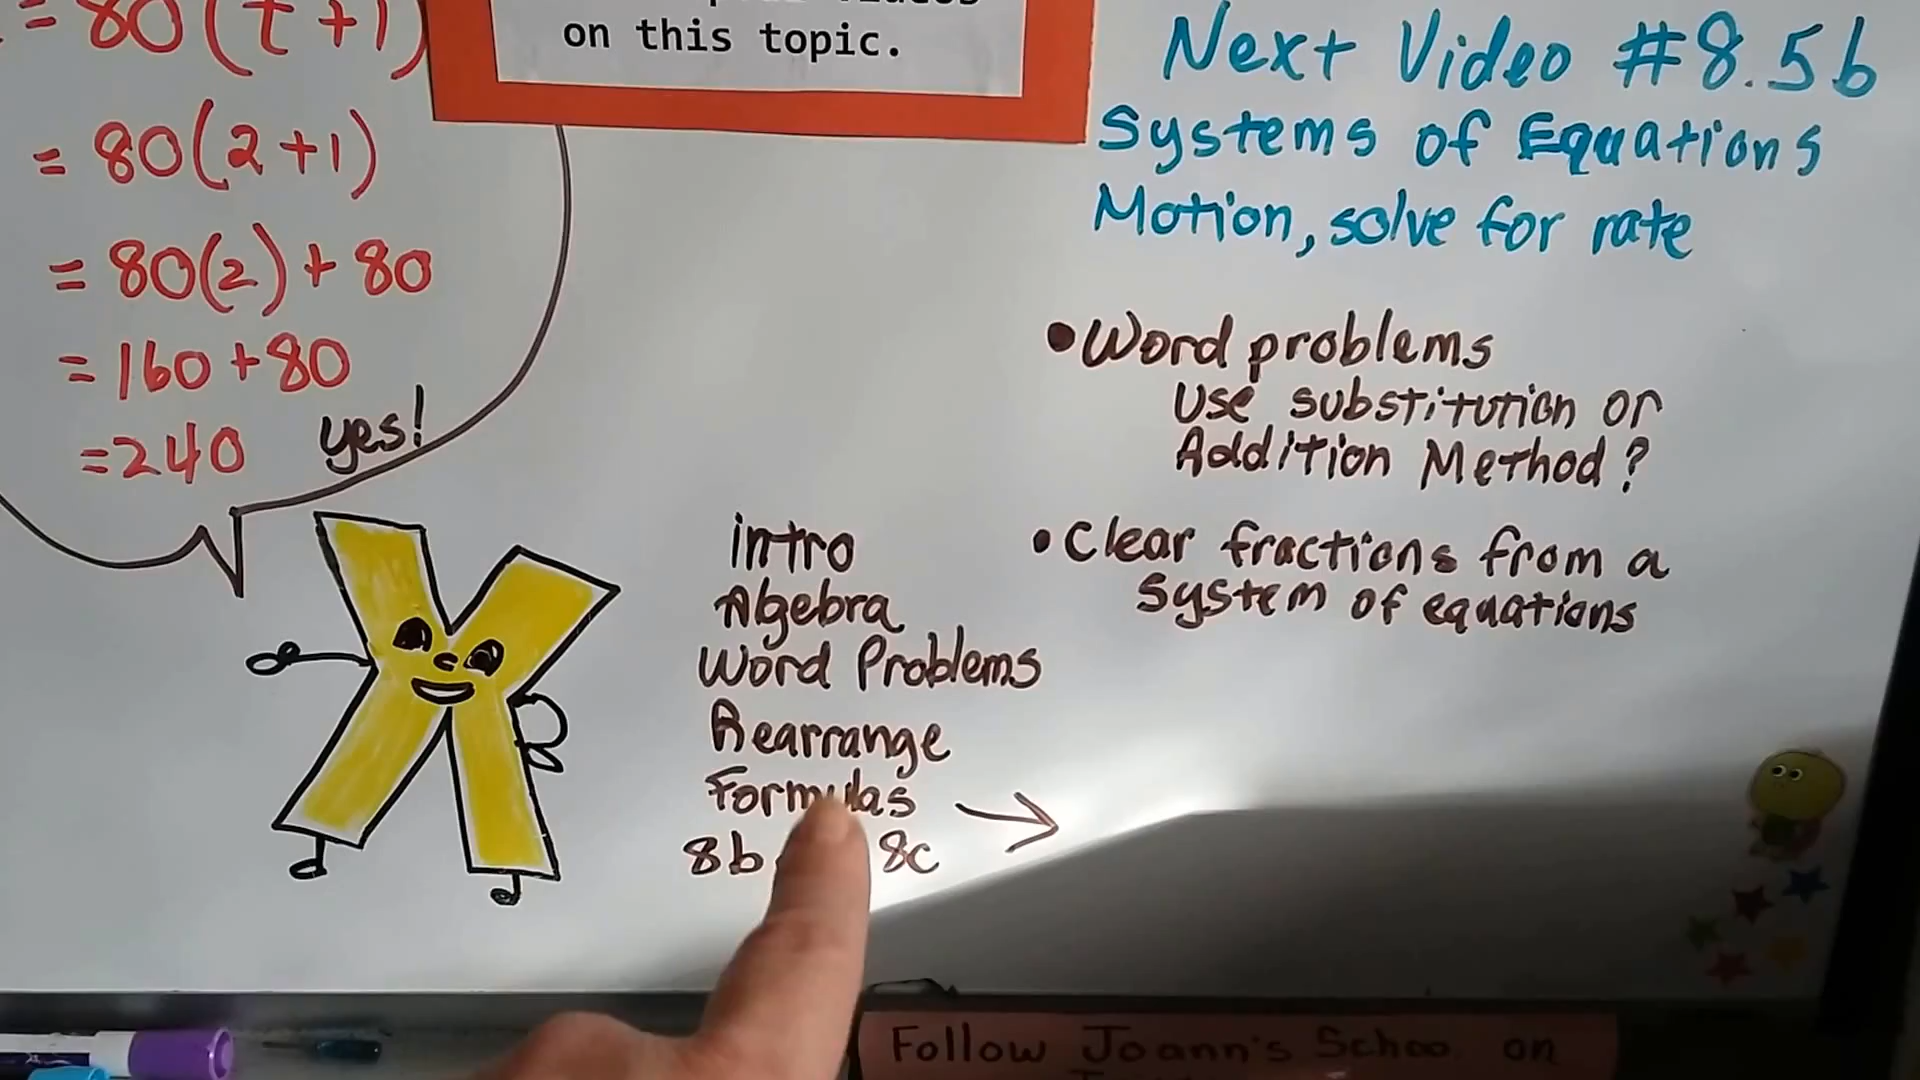 = 80(t+1)
= 80(2+1)
= 80(2)+80
= 160+80
=240 yes!
on this topic.
Next Video #8.5b
Systems of Equations
Motion, solve for rate
• Word problems
Use substitution or
Addition Method?
• Clear fractions from a
system of equations
intro
Algebra
Word Problems
Rearrange
Formulas →
8b 8c
Follow Joann's School on